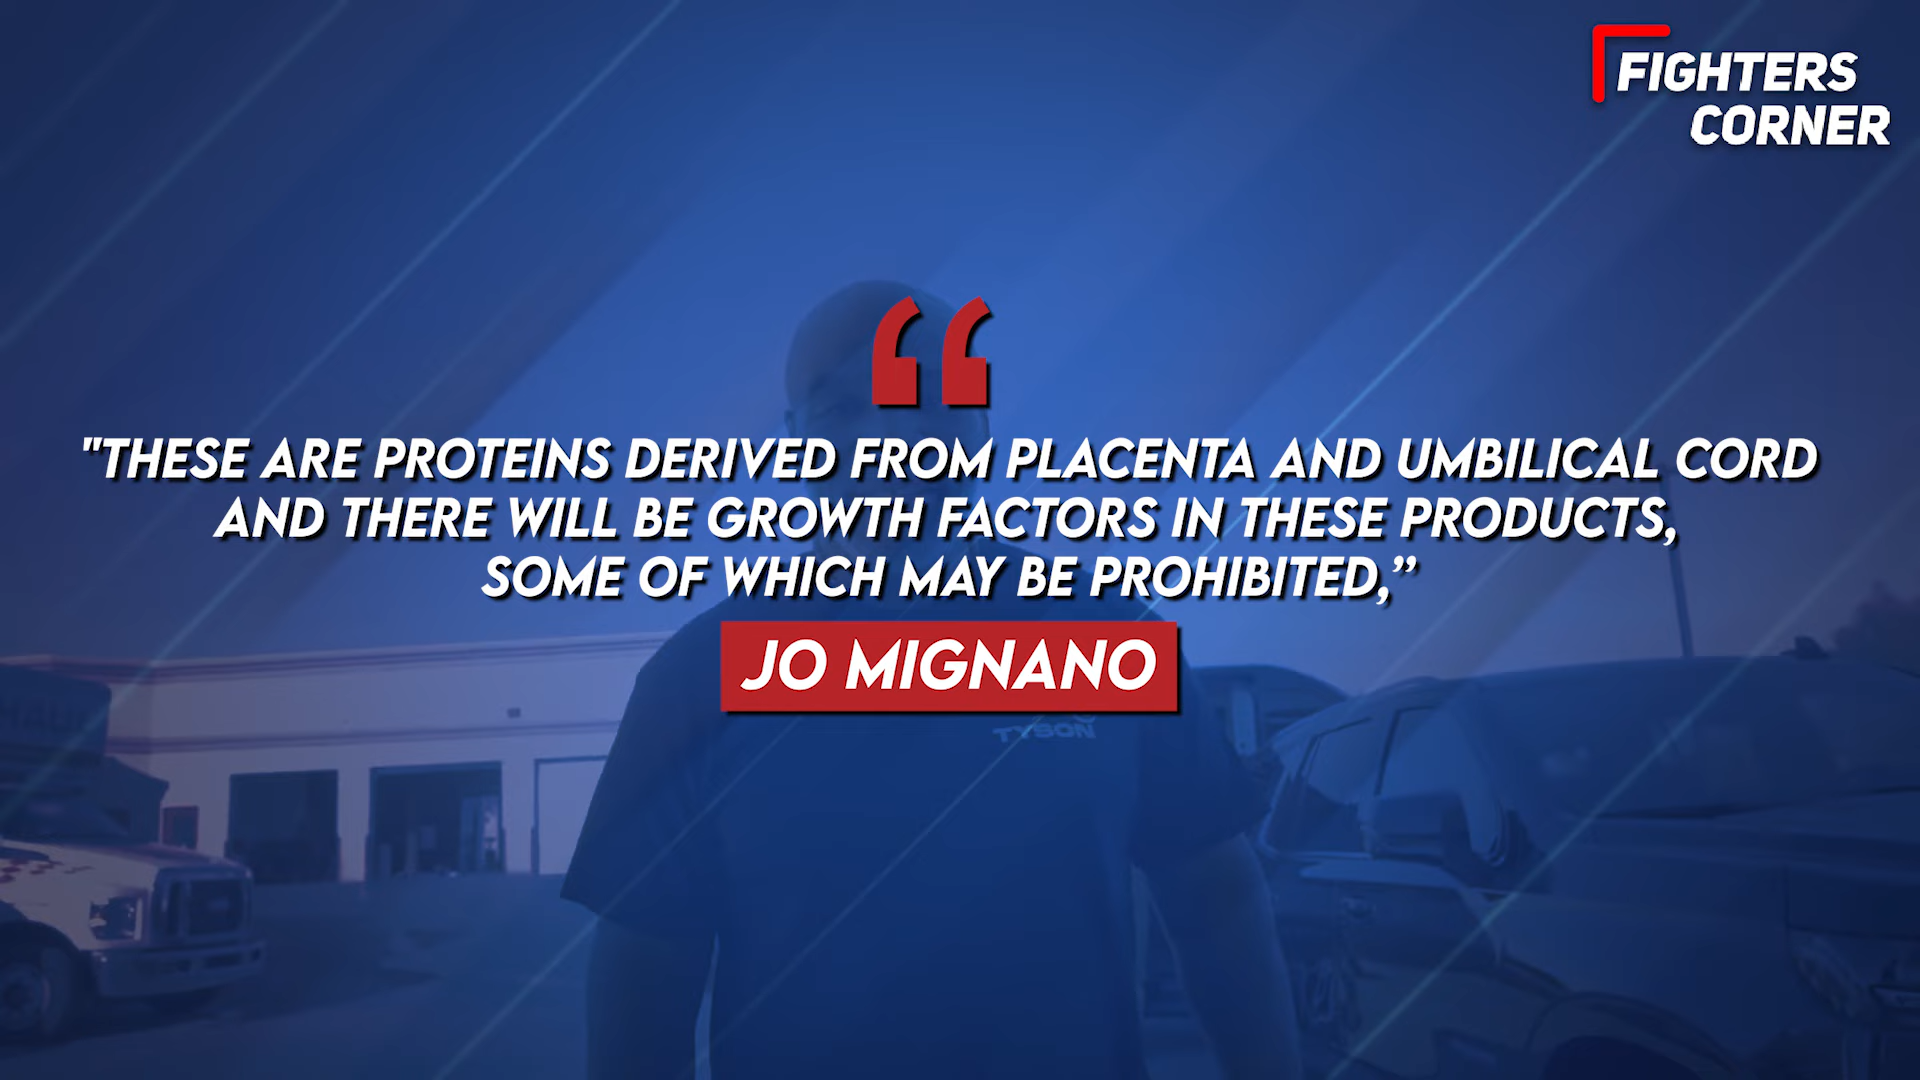 FIGHTERS
CORNER
"THESE ARE PROTEINS DERIVED FROM PLACENTA AND UMBILICAL CORD
AND THERE WILL BE GROWTH FACTORS IN THESE PRODUCTS,
SOME OF WHICH MAY BE PROHIBITED,”
JO MIGNANO
TYSON